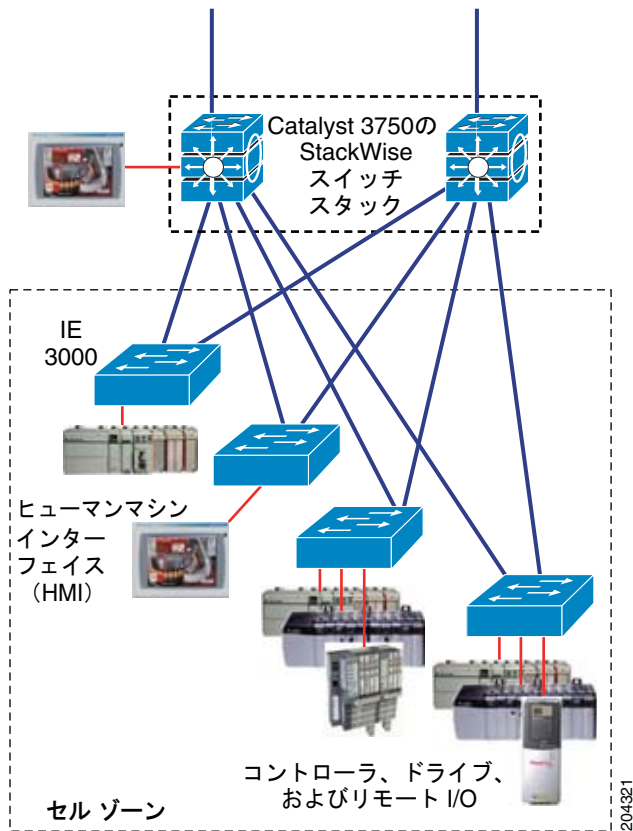 Catalyst 3750の
StackWise
スイッチ
スタック
IE
3000
ヒューマンマシン
インター
フェイス
（HMI）
コントローラ、ドライブ、
およびリモート I/O
セル ゾーン
204321